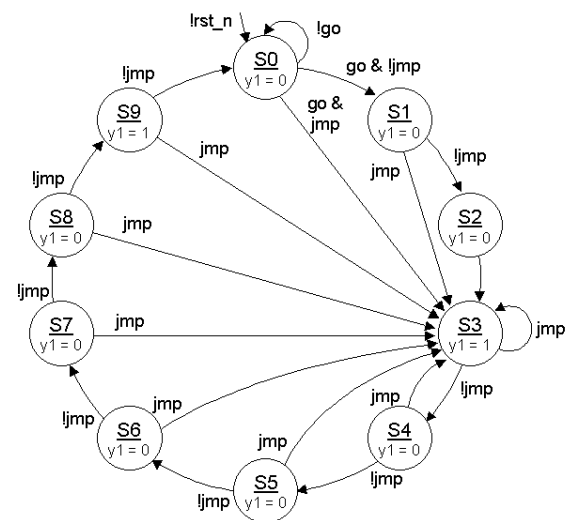 !rst_n
!go
S0
y1 = 0
go & !jmp
!jmp
go &
jmp
S9
y1 = 1
S1
y1 = 0
jmp
jmp
!jmp
!jmp
S8
y1 = 0
jmp
S2
y1 = 0
!jmp
S7
y1 = 0
jmp
S3
y1 = 1
jmp
!jmp
jmp
jmp
!jmp
S6
y1 = 0
S4
y1 = 0
jmp
!jmp
S5
y1 = 0
!jmp